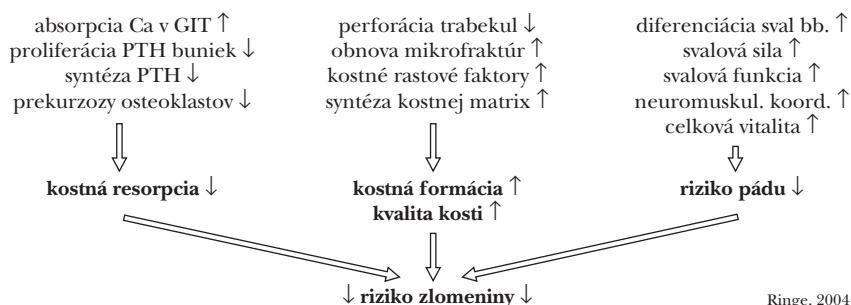 absorpcia Ca v GIT ↑
proliferácia PTH buniek ↓
syntéza PTH ↓
prekurzozy osteoklastov ↓
kostná resorpcia ↓
perforácia trabekul ↓
obnova mikrofraktúr ↑
kostné rastové faktory ↑
syntéza kostnej matrix ↑
kostná formácia ↑
kvalita kosti ↑
diferenciácia sval bb. ↑
svalová sila ↑
svalová funkcia ↑
neuromuskul. koord. ↑
celková vitalita ↑
riziko pádu ↓
↓ riziko zlomeniny ↓
Ringe, 2004